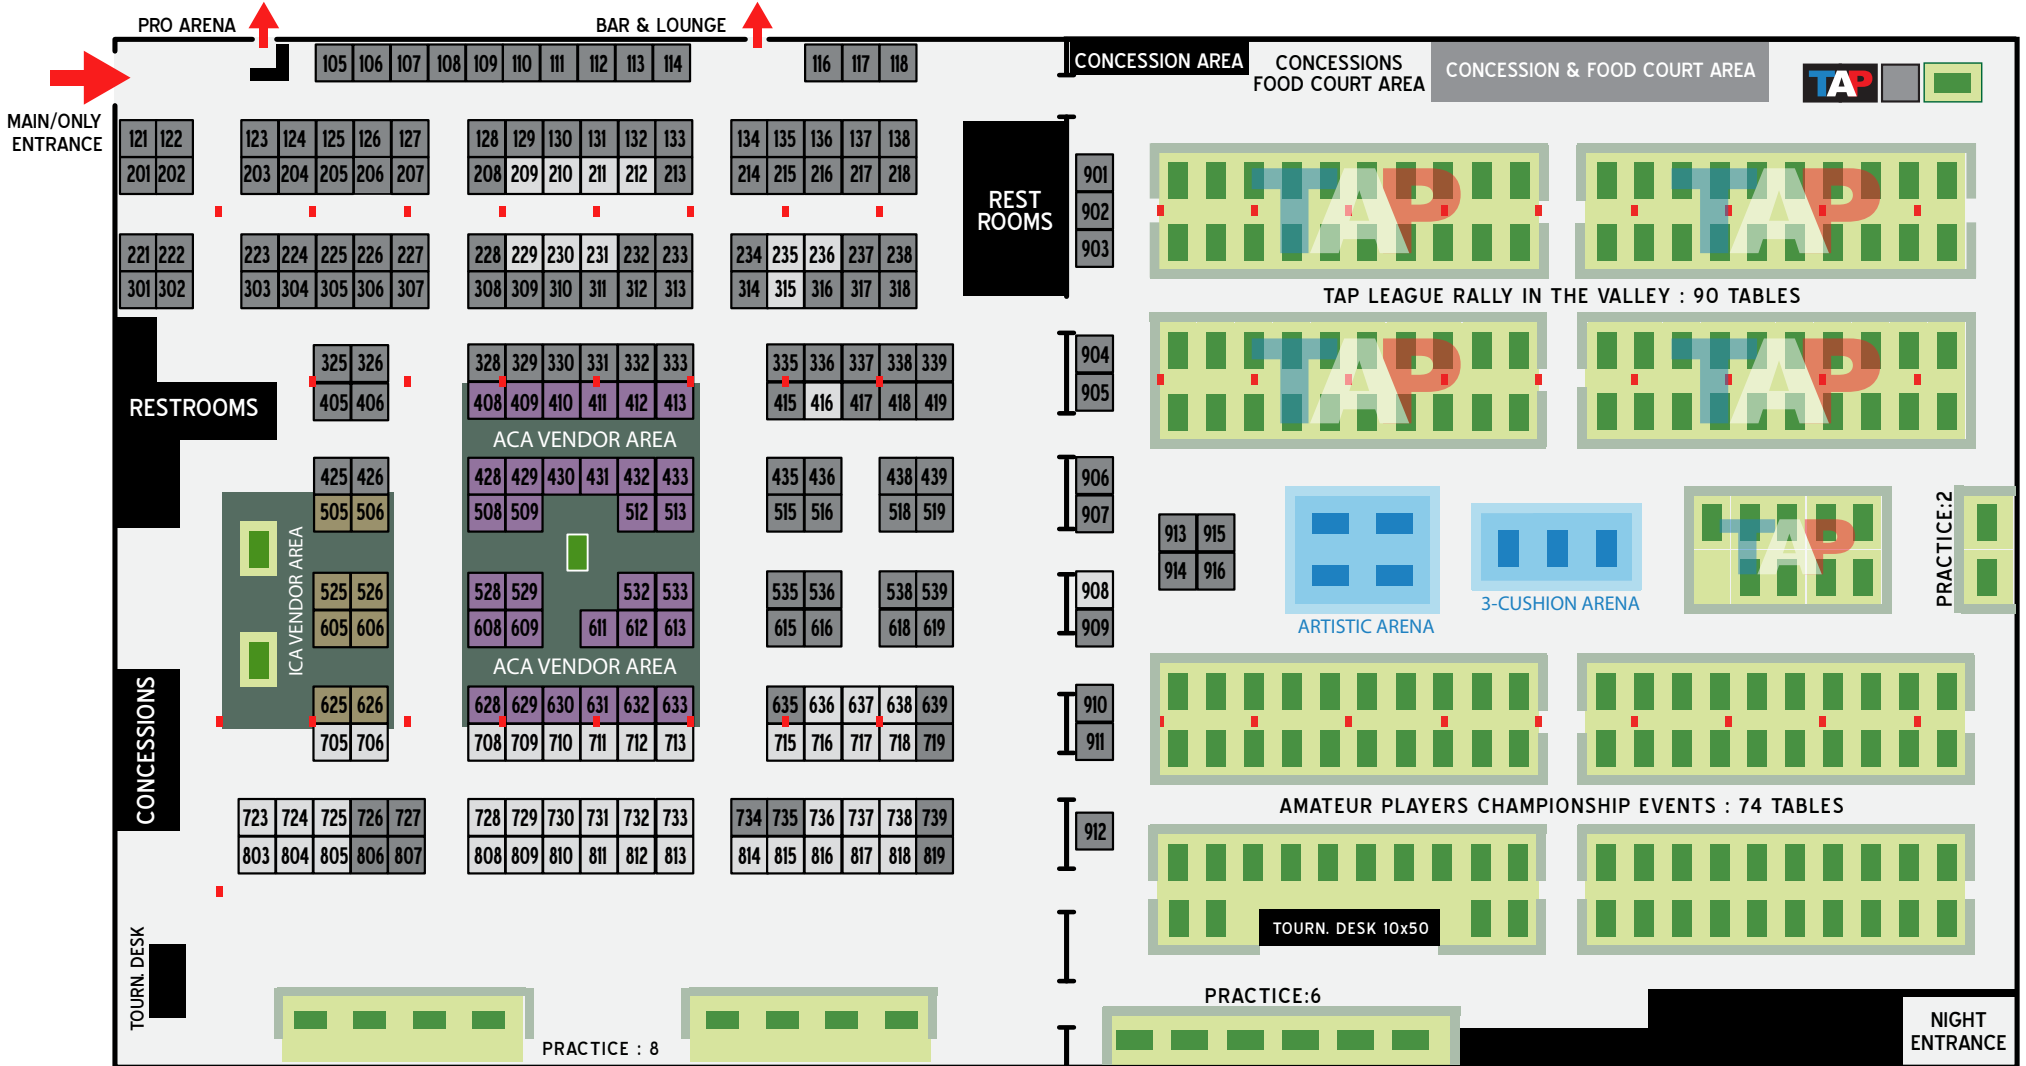 PRO ARENA
BAR & LOUNGE
MAIN/ONLY
ENTRANCE
105 106 107 108 109 110 111 112 113 114
116 117 118
CONCESSION AREA
CONCESSIONS
FOOD COURT AREA
CONCESSION & FOOD COURT AREA
TAP
121 122 123 124 125 126 127 128 129 130 131 132 133 134 135 136 137 138
201 202 203 204 205 206 207 208 209 210 211 212 213 214 215 216 217 218
REST
ROOMS
901
902
903
TAP TAP
221 222 223 224 225 226 227 228 229 230 231 232 233 234 235 236 237 238
301 302 303 304 305 306 307 308 309 310 311 312 313 314 315 316 317 318
TAP LEAGUE RALLY IN THE VALLEY : 90 TABLES
325 326 328 329 330 331 332 333 335 336 337 338 339
405 406 408 409 410 411 412 413 415 416 417 418 419
904
905
TAP TAP
RESTROOMS
ACA VENDOR AREA
425 426 428 429 430 431 432 433 435 436 438 439
505 506 508 509 512 513 515 516 518 519
906
907
913 915
914 916
TAP
PRACTICE:2
ICA VENDOR AREA
525 526 528 529 532 533 535 536 538 539
605 606 608 609 611 612 613 615 616 618 619
908
909
ARTISTIC ARENA
3-CUSHION ARENA
ACA VENDOR AREA
625 626 628 629 630 631 632 633 635 636 637 638 639
705 706 708 709 710 711 712 713 715 716 717 718 719
910
911
CONCESSIONS
723 724 725 726 727 728 729 730 731 732 733 734 735 736 737 738 739
803 804 805 806 807 808 809 810 811 812 813 814 815 816 817 818 819
912
AMATEUR PLAYERS CHAMPIONSHIP EVENTS : 74 TABLES
TOURN. DESK 10x50
TOURN. DESK
PRACTICE : 8
PRACTICE:6
NIGHT
ENTRANCE